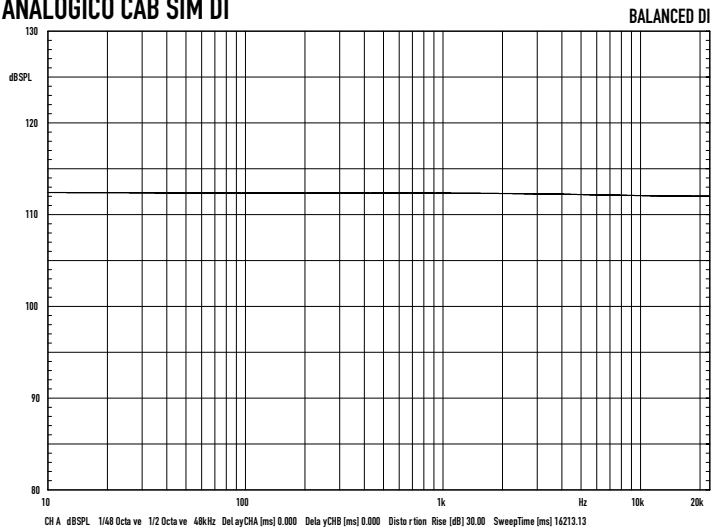 ANALOGICO CAB SIM DI
BALANCED DI
130
dBSPL
120
110
100
90
80
10 100 1k Hz 10k 20k
CH A dBSPL 1/48 Octa ve 1/2 Octa ve 48kHz Del ayCHA [ms] 0.000 Dela yCHB [ms] 0.000 Disto r tion Rise [dB] 30.00 SweepTime [ms] 16213.13